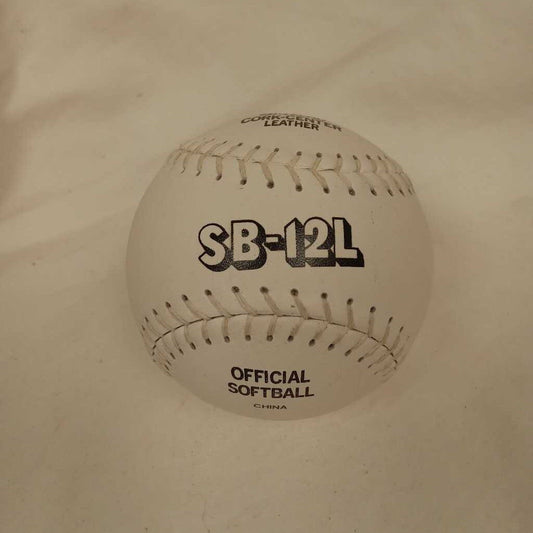 CORK-CENTER
LEATHER
SB-12L
OFFICIAL
SOFTBALL
CHINA